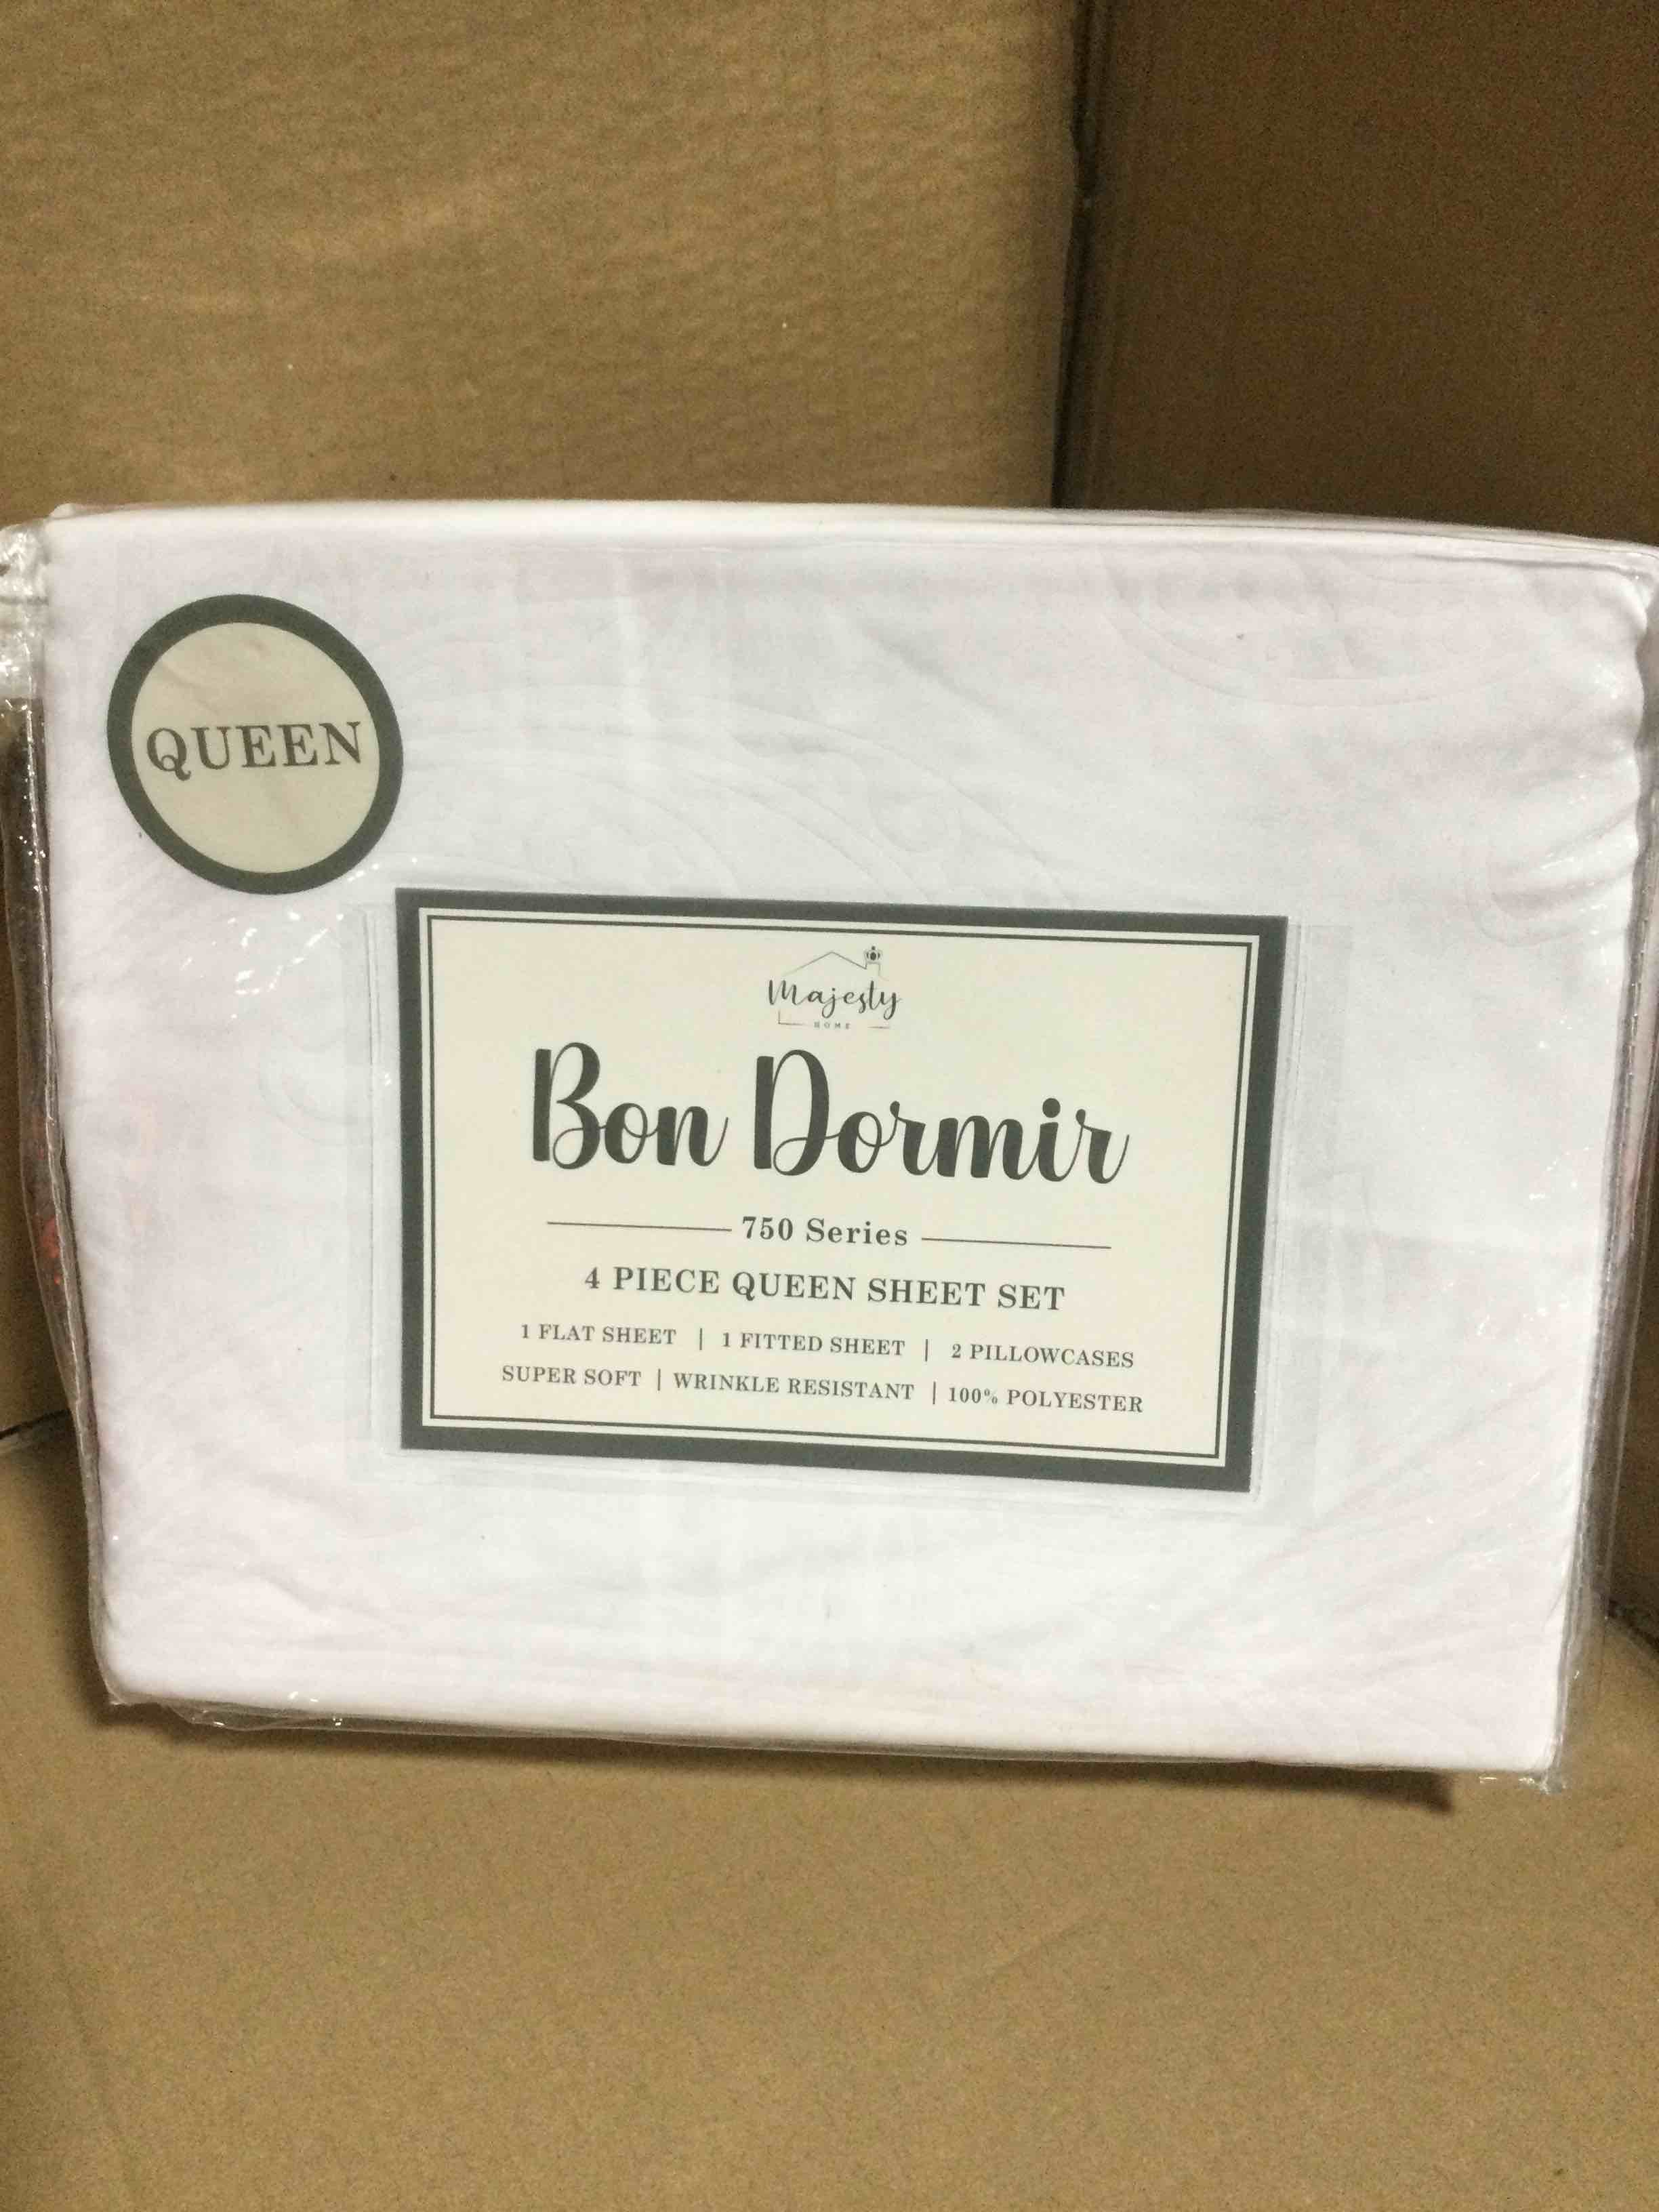 QUEEN
Majesty
HOME
Bon Dormir
750 Series
4 PIECE QUEEN SHEET SET
1 FLAT SHEET | 1 FITTED SHEET | 2 PILLOWCASES
SUPER SOFT | WRINKLE RESISTANT | 100% POLYESTER